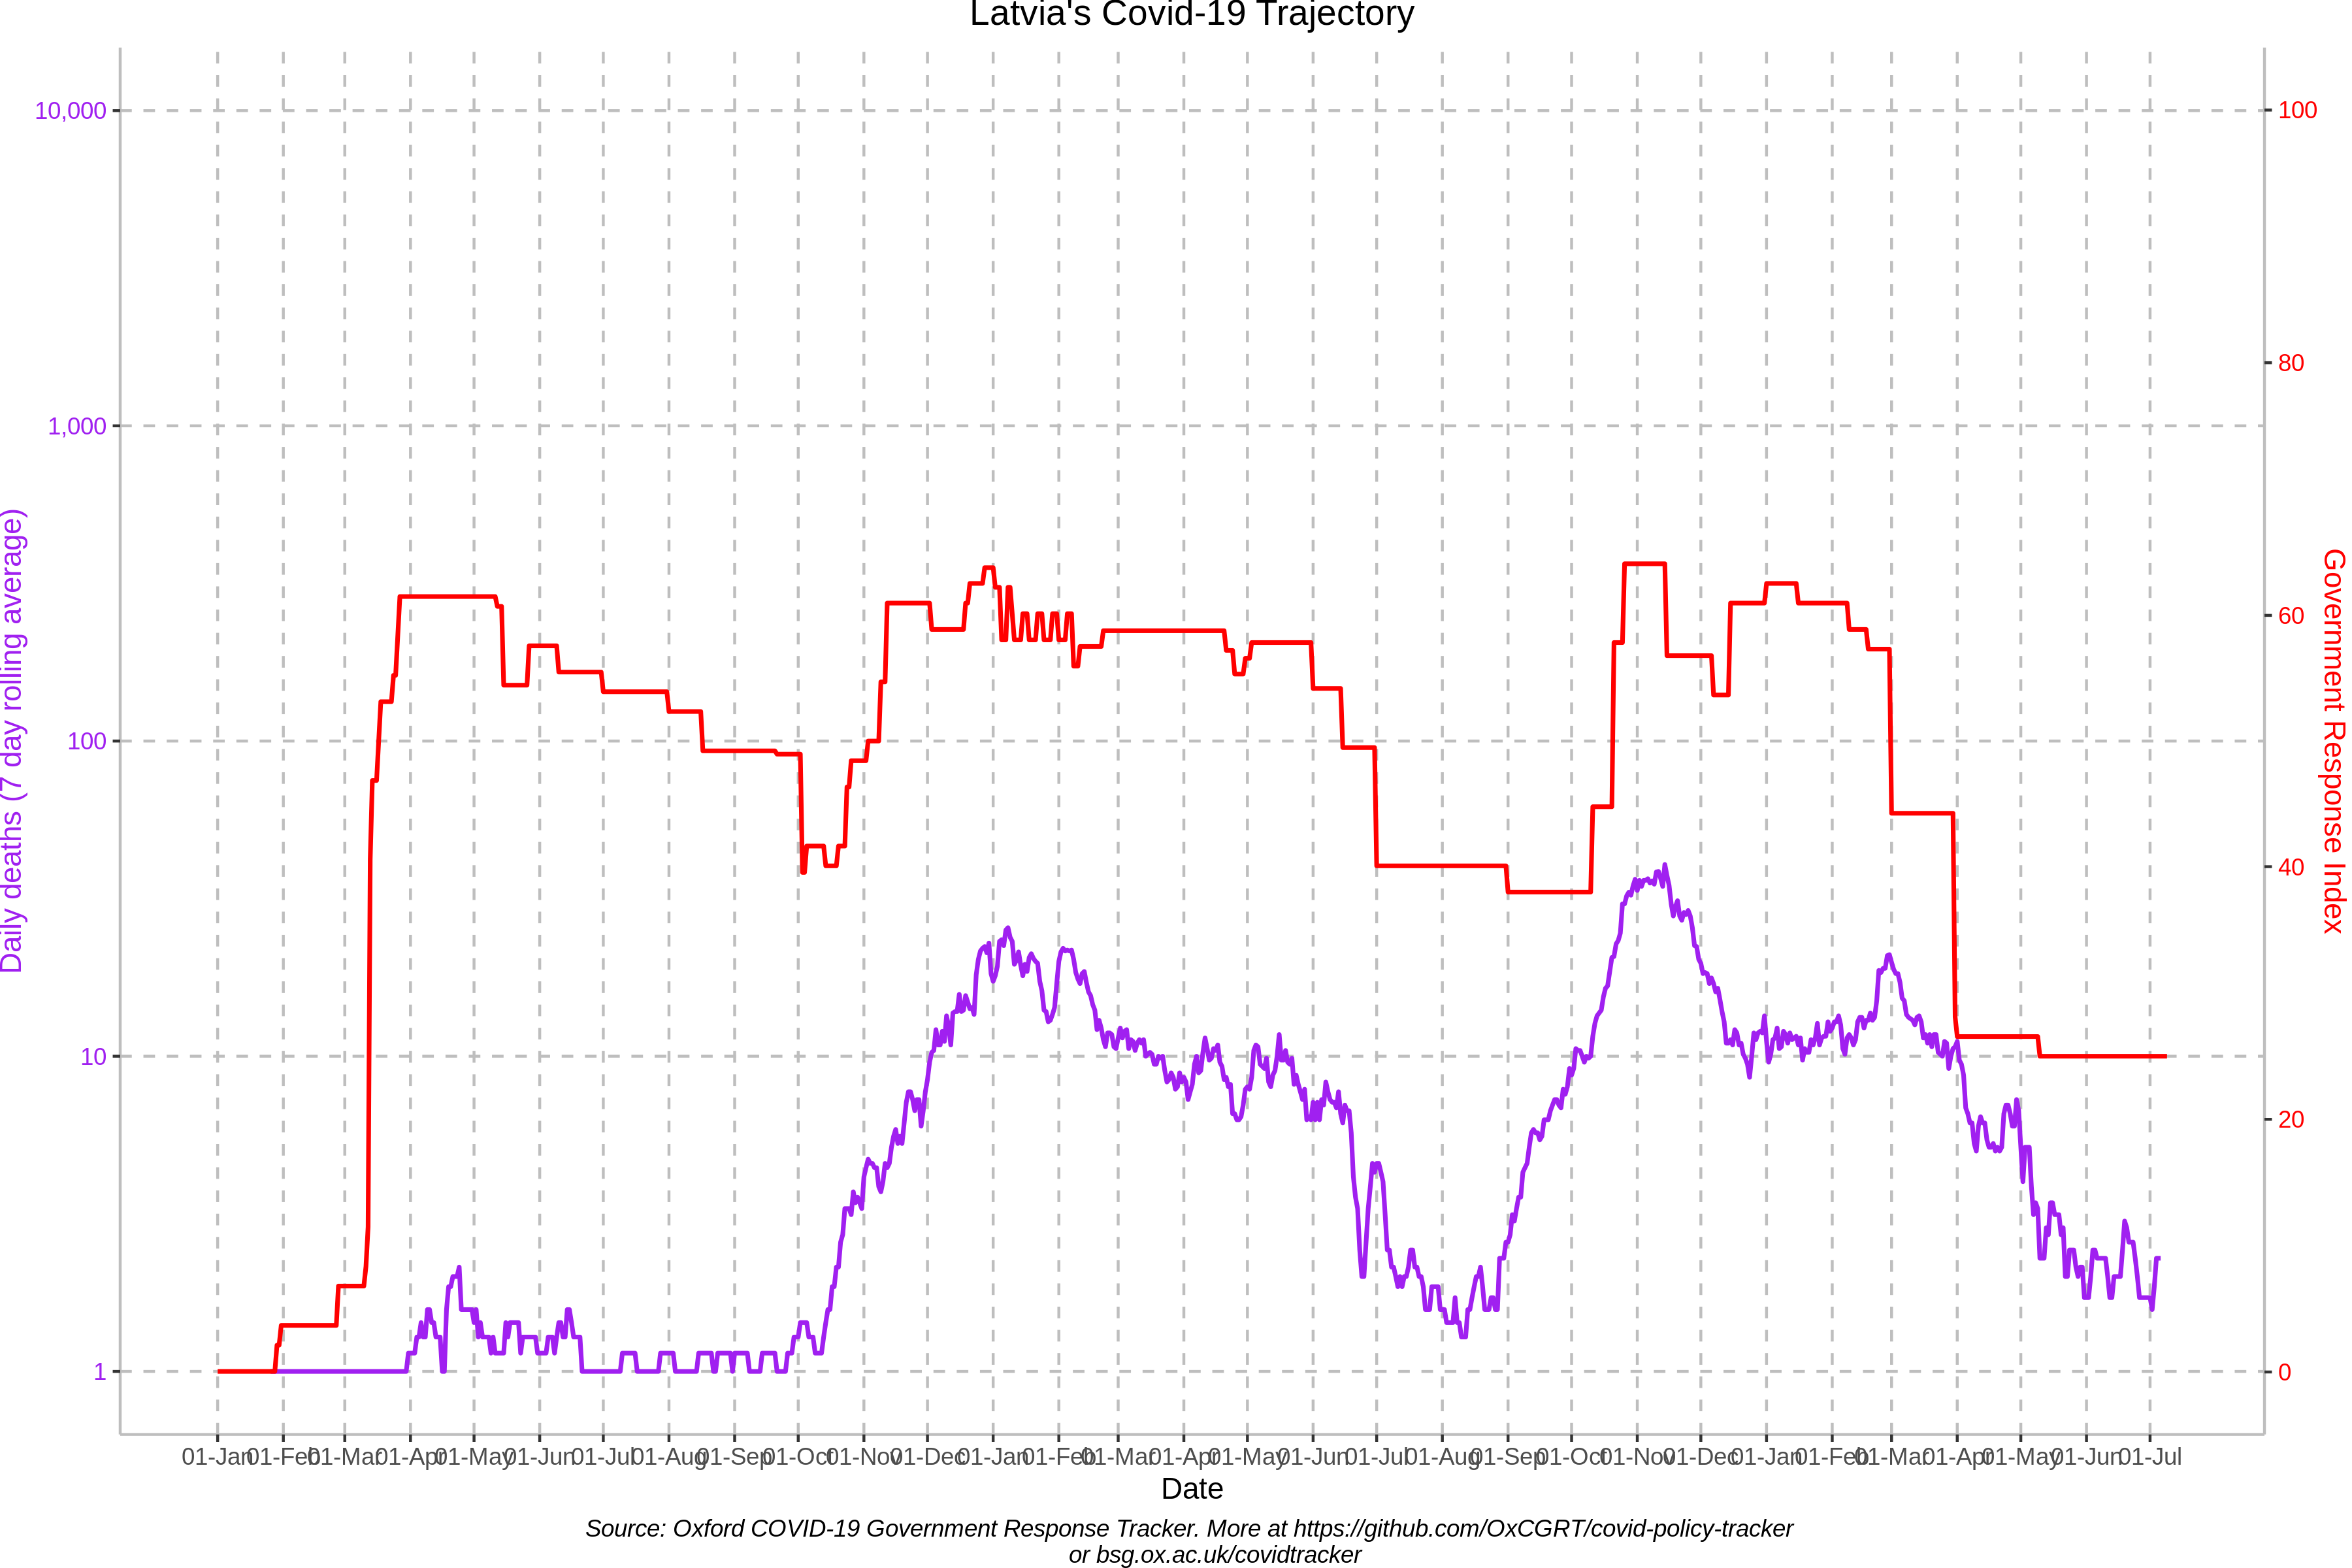 Latvia's Covid-19 Trajectory
10,000
1,000
100
10
1
Daily deaths (7 day rolling average)
100
80
60
40
20
0
Government Response Index
01-Jan 01-Feb 01-Mar 01-Apr 01-May 01-Jun 01-Jul 01-Aug 01-Sep 01-Oct 01-Nov 01-Dec 01-Jan 01-Feb 01-Mar 01-Apr 01-May 01-Jun 01-Jul 01-Aug 01-Sep 01-Oct 01-Nov 01-Dec 01-Jan 01-Feb 01-Mar 01-Apr 01-May 01-Jun 01-Jul
Date
Source: Oxford COVID-19 Government Response Tracker. More at https://github.com/OxCGRT/covid-policy-tracker
or bsg.ox.ac.uk/covidtracker